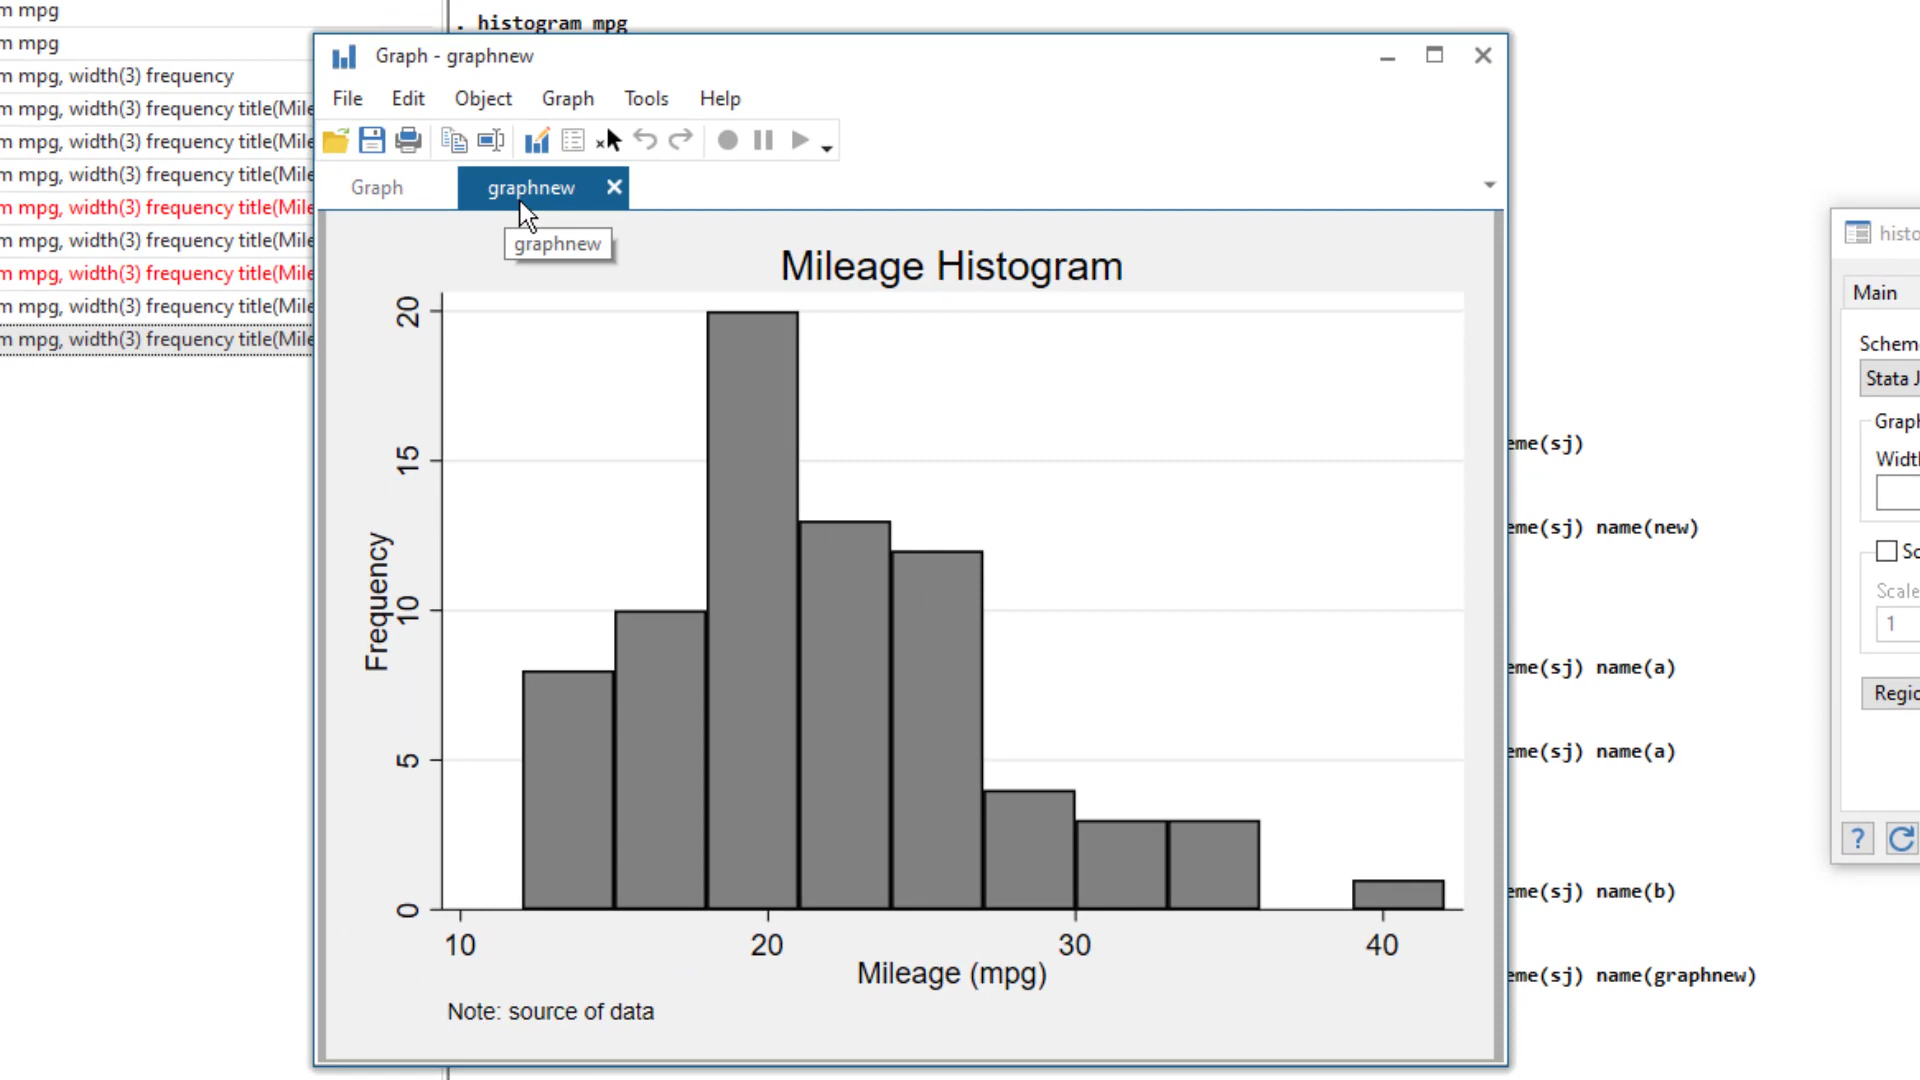 m mpg
m mpg
m mpg, width(3) frequency
m mpg, width(3) frequency title(Mile
m mpg, width(3) frequency title(Mile
m mpg, width(3) frequency title(Mile
m mpg, width(3) frequency title(Mile
m mpg, width(3) frequency title(Mile
m mpg, width(3) frequency title(Mile
m mpg, width(3) frequency title(Mile
m mpg, width(3) frequency title(Mile
. histogram mpg
Graph - graphnew
File Edit Object Graph Tools Help
Graph graphnew
graphnew
Mileage Histogram
20
15
10
5
0
Frequency
10 20 30 40
Mileage (mpg)
Note: source of data
eme(sj)
eme(sj) name(new)
eme(sj) name(a)
eme(sj) name(a)
eme(sj) name(b)
eme(sj) name(graphnew)
histo
Main
Scheme
Stata J
Graph
Width
Sc
Scale
1
Regio
?